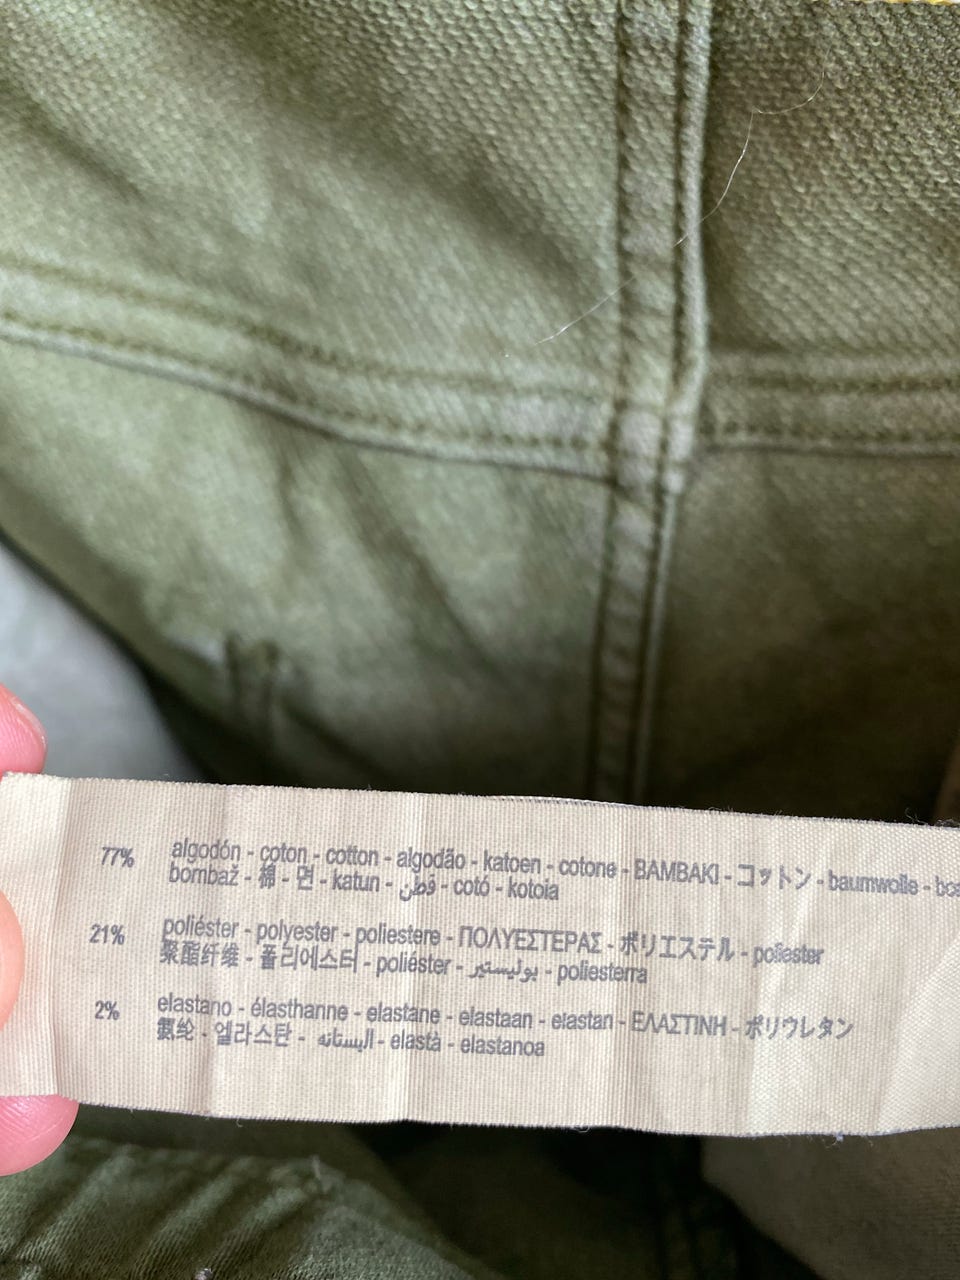 77% algodón - coton - cotton - algodão - katoen - cotone - ΒΑΜΒΑΚΙ - コットン - baumwolle
bombaž - 棉 - 면 - katun - قطن - cotó - kotoia
21% poliéster - polyester - poliestere - ΠΟΛΥΕΣΤΕΡΑΣ - ポリエステル - poliester
聚酯纤维 - 폴리에스터 - poliéster - بوليستير - poliesterra
2% elastano - élasthanne - elastane - elastaan - elastan - ΕΛΑΣΤΙΝΗ - ポリウレタン
氨纶 - 엘라스탄 - اليستانه - elastà - elastanoa